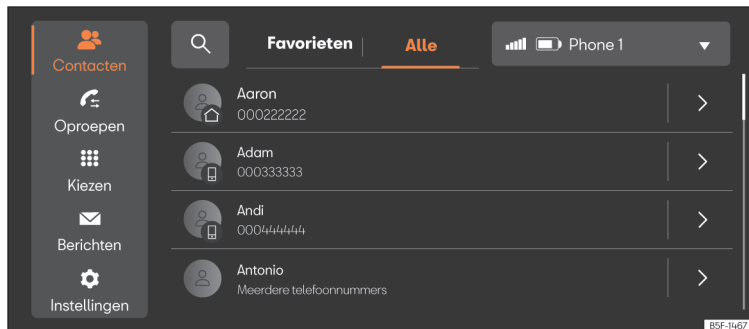 Contacten
Oproepen
Kiezen
Berichten
Instellingen
Favorieten
Alle
Phone 1
Aaron
000222222
Adam
000333333
Andi
000444444
Antonio
Meerdere telefoonnummers
B5F-1467